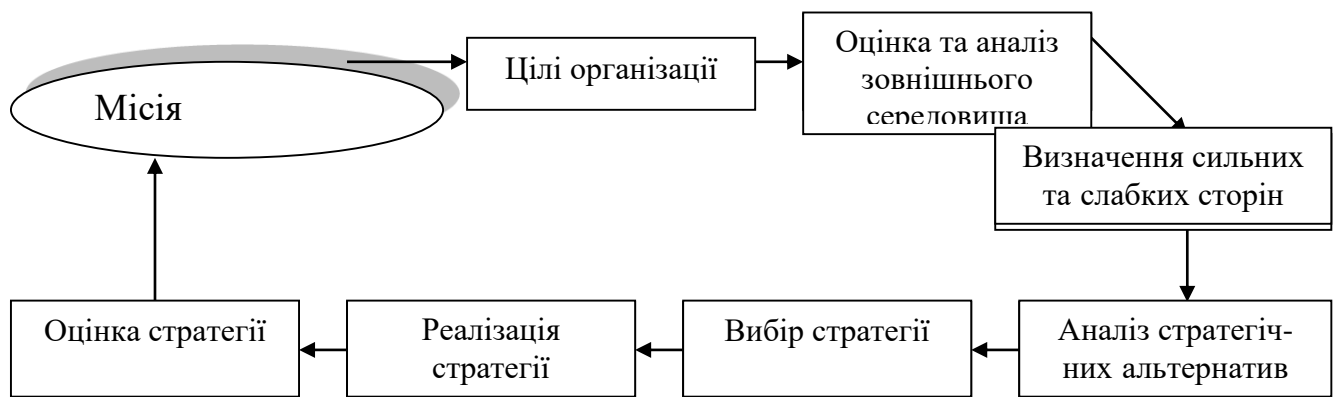 Місія
Цілі організації
Оцінка та аналіз
зовнішнього
середовища
Визначення сильних
та слабких сторін
Аналіз стратегіч-
них альтернатив
Вибір стратегії
Реалізація
стратегії
Оцінка стратегії